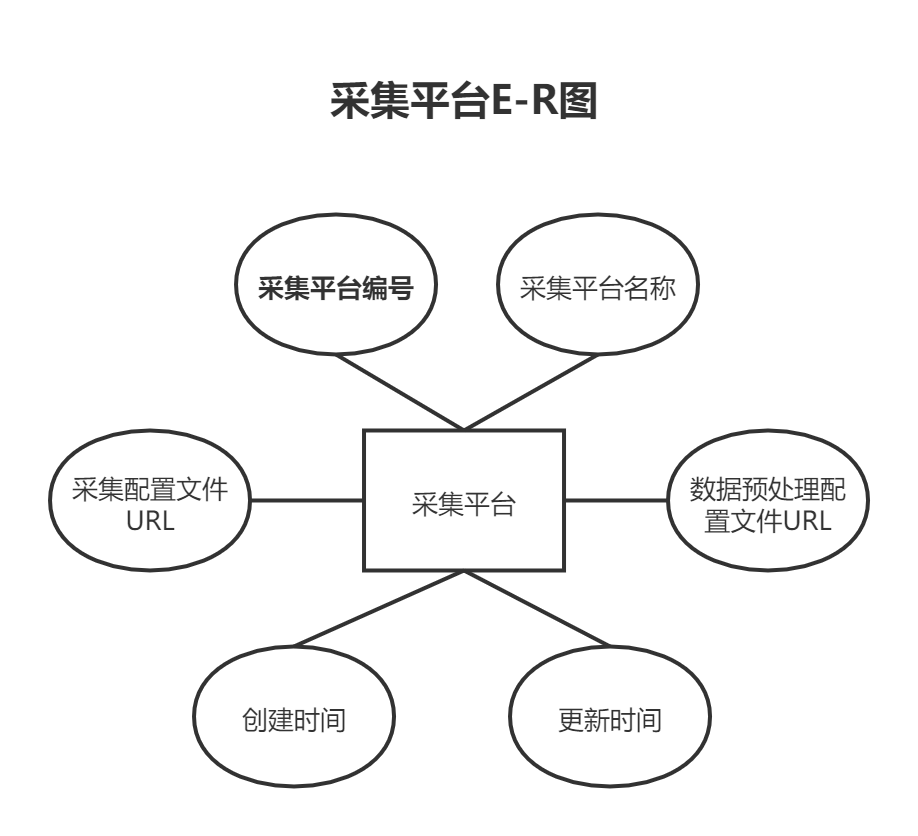 采集平台E-R图
采集平台编号
采集平台名称
采集配置文件
URL
采集平台
数据预处理配
置文件URL
创建时间
更新时间